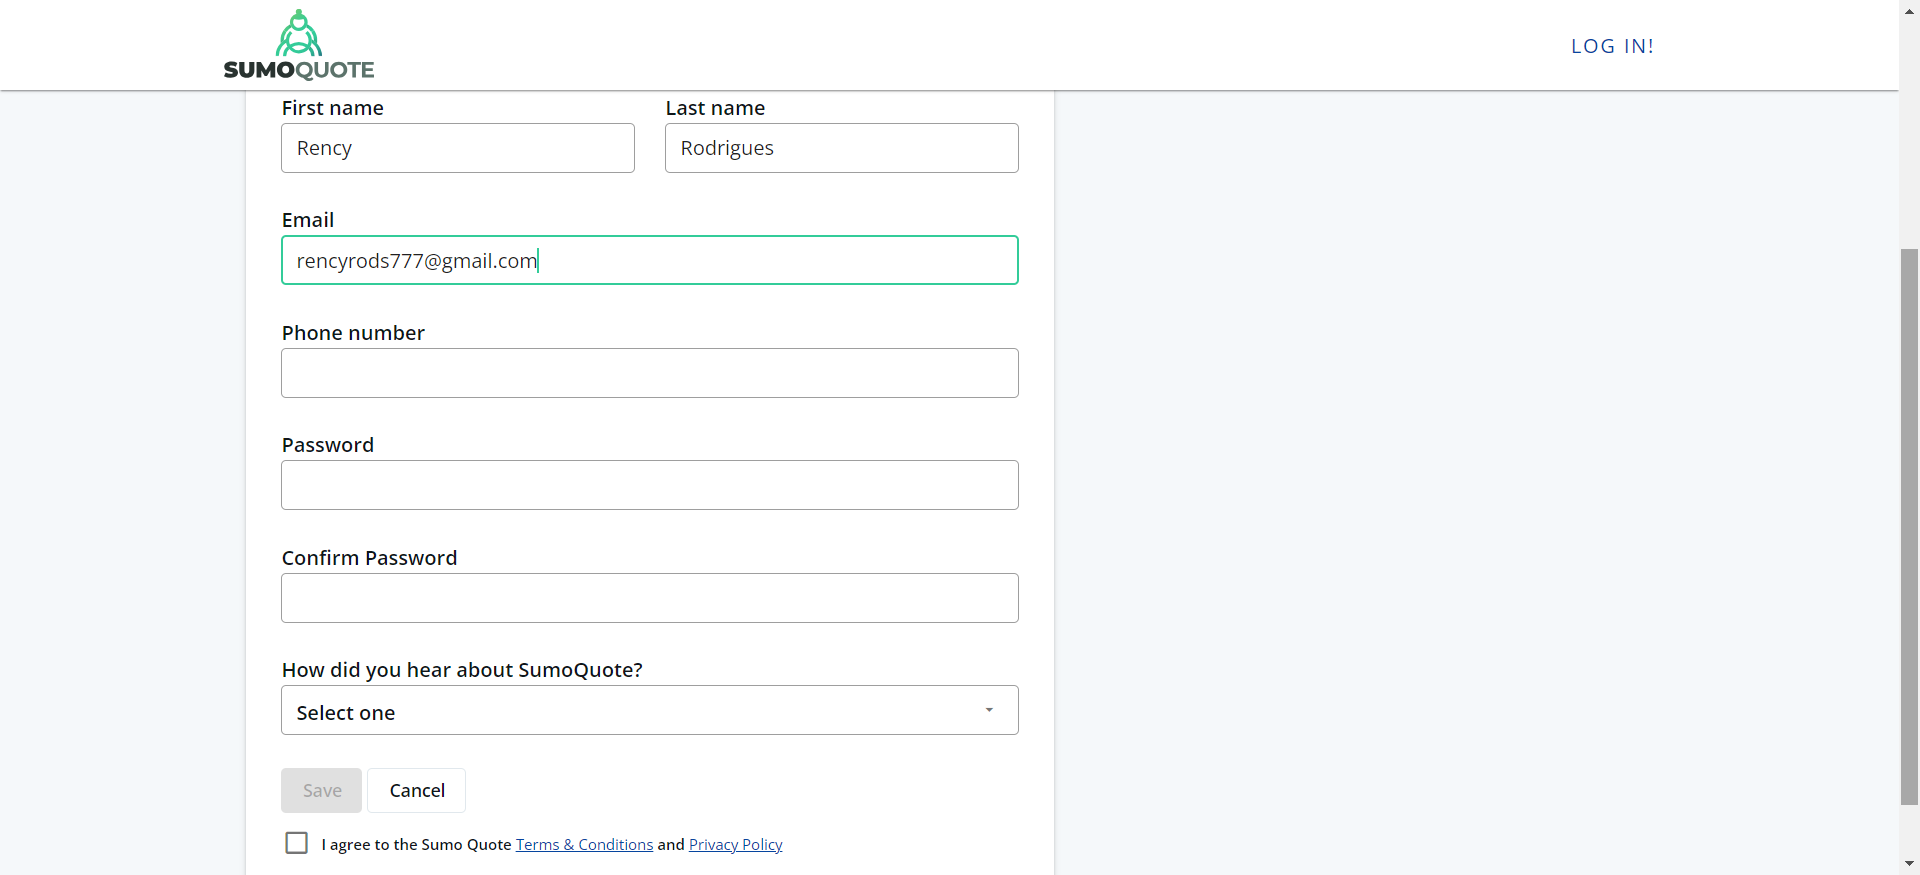 SUMOQUOTE
LOG IN!
First name
Last name
Rency
Rodrigues
Email
rencyrods777@gmail.com
Phone number
Password
Confirm Password
How did you hear about SumoQuote?
Select one
Save
Cancel
I agree to the Sumo Quote Terms & Conditions and Privacy Policy